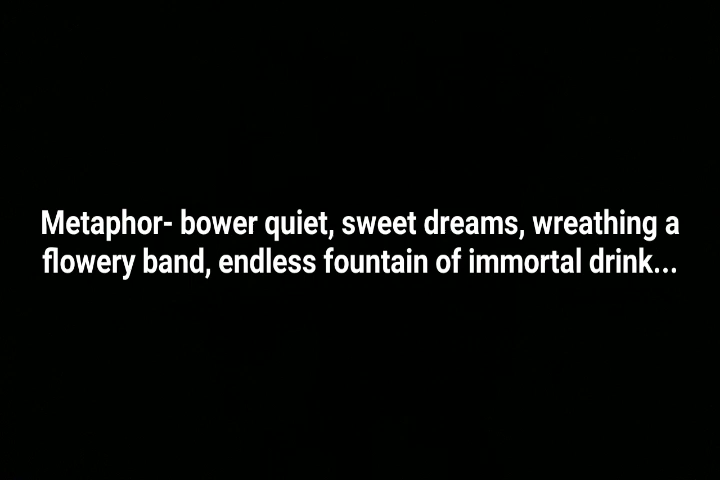 Metaphor- bower quiet, sweet dreams, wreathing a
flowery band, endless fountain of immortal drink...